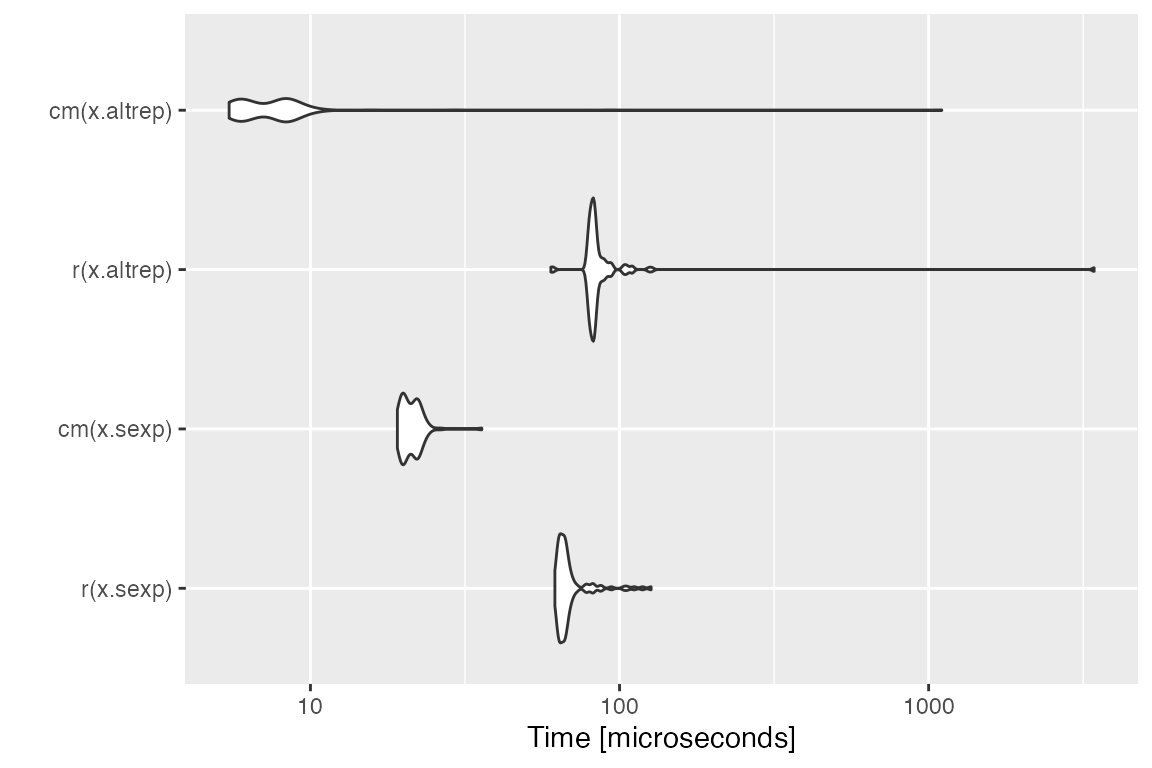 cm(x.altrep)
r(x.altrep)
cm(x.sexp)
r(x.sexp)
10 100 1000
Time [microseconds]